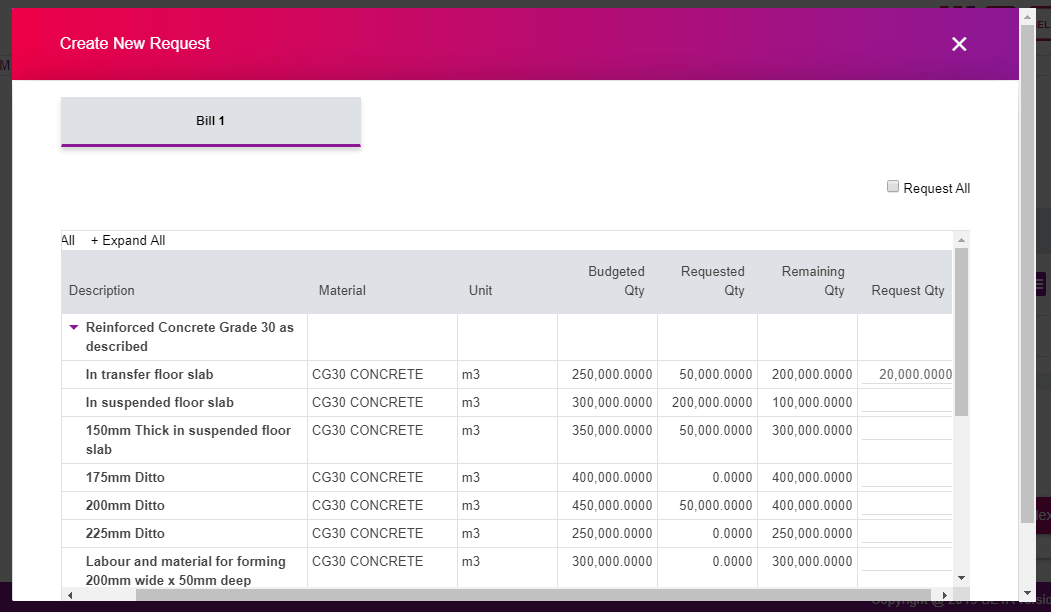 Create New Request
Bill 1
Request All
All + Expand All
Description Material Unit Budgeted Qty Requested Qty Remaining Qty Request Qty
Reinforced Concrete Grade 30 as
described
In transfer floor slab CG30 CONCRETE m3 250,000.0000 50,000.0000 200,000.0000 20,000.0000
In suspended floor slab CG30 CONCRETE m3 300,000.0000 200,000.0000 100,000.0000
150mm Thick in suspended floor CG30 CONCRETE m3 350,000.0000 50,000.0000 300,000.0000
slab
175mm Ditto CG30 CONCRETE m3 400,000.0000 0.0000 400,000.0000
200mm Ditto CG30 CONCRETE m3 450,000.0000 50,000.0000 400,000.0000
225mm Ditto CG30 CONCRETE m3 250,000.0000 0.0000 250,000.0000
Labour and material for forming CG30 CONCRETE m3 300,000.0000 0.0000 300,000.0000
200mm wide x 50mm deep